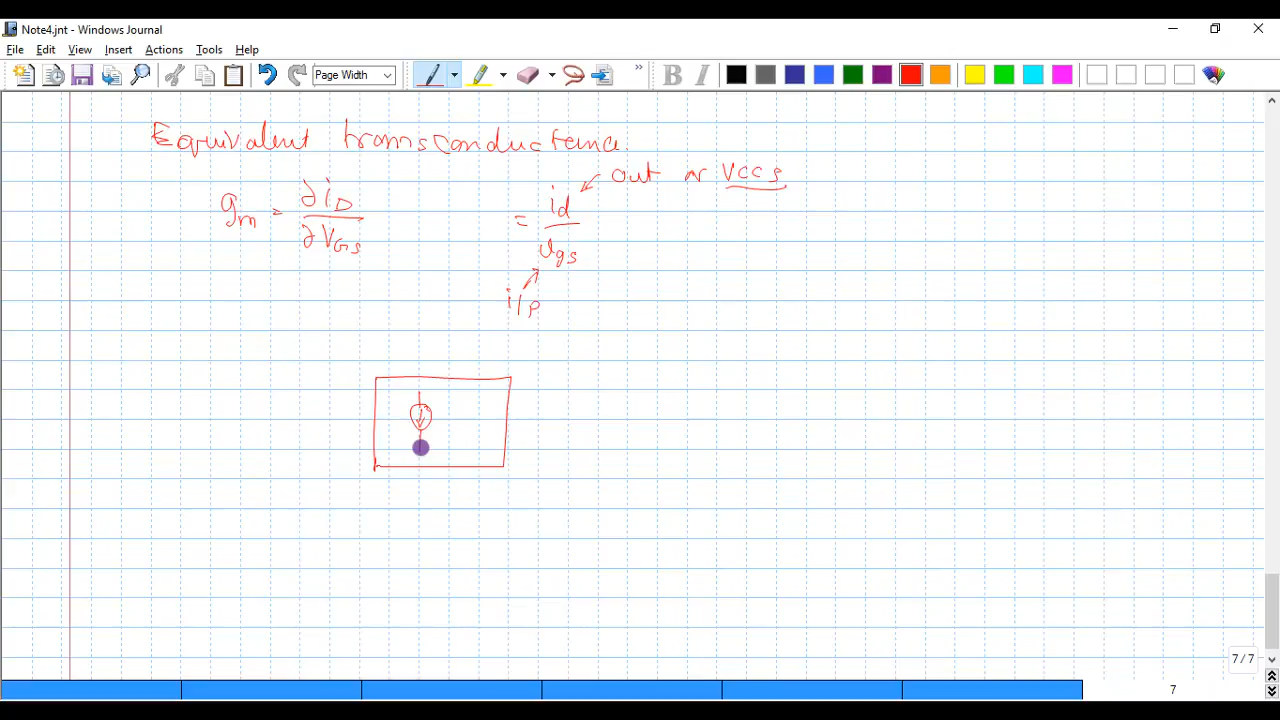 Note4.jnt - Windows Journal
File Edit View Insert Actions Tools Help
Page Width
»
B I
Equivalent transconductance
gm = ∂iD / ∂VGS = id / vgs
out VCCS
i/p
7 / 7
7